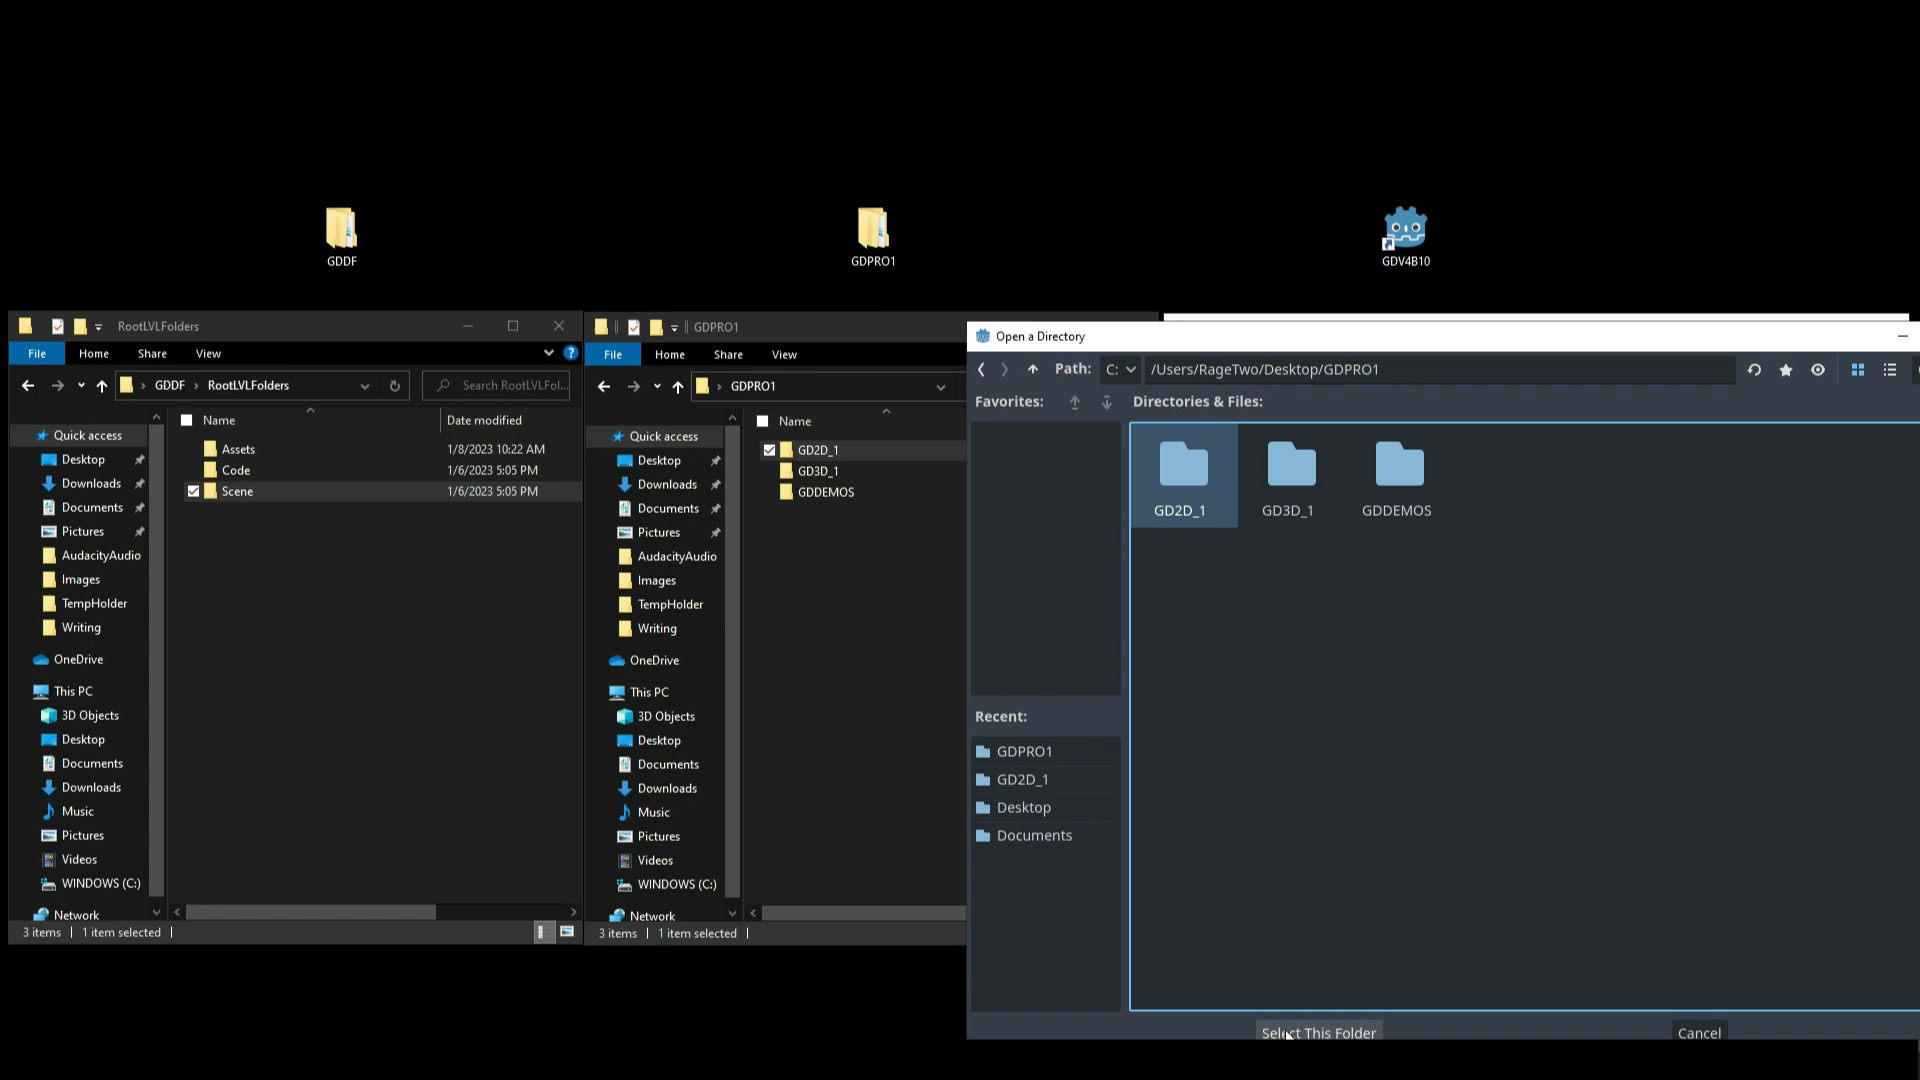 GDDF
GDPRO1
GDV4B10
RootLVLFolders
File Home Share View
GDDF RootLVLFolders
Search RootLVLFol...
Name Date modified
Quick access
Desktop
Downloads
Documents
Pictures
AudacityAudio
Images
TempHolder
Writing
OneDrive
This PC
3D Objects
Desktop
Documents
Downloads
Music
Pictures
Videos
WINDOWS (C:)
Network
Assets 1/8/2023 10:22 AM
Code 1/6/2023 5:05 PM
Scene 1/6/2023 5:05 PM
3 items 1 item selected
GDPRO1
File Home Share View
GDPRO1
Name
Quick access
Desktop
Downloads
Documents
Pictures
AudacityAudio
Images
TempHolder
Writing
OneDrive
This PC
3D Objects
Desktop
Documents
Downloads
Music
Pictures
Videos
WINDOWS (C:)
Network
GD2D_1
GD3D_1
GDDEMOS
3 items 1 item selected
Open a Directory
Path: C: /Users/RageTwo/Desktop/GDPRO1
Favorites:
Directories & Files:
GD2D_1 GD3D_1 GDDEMOS
Recent:
GDPRO1
GD2D_1
Desktop
Documents
Select This Folder Cancel